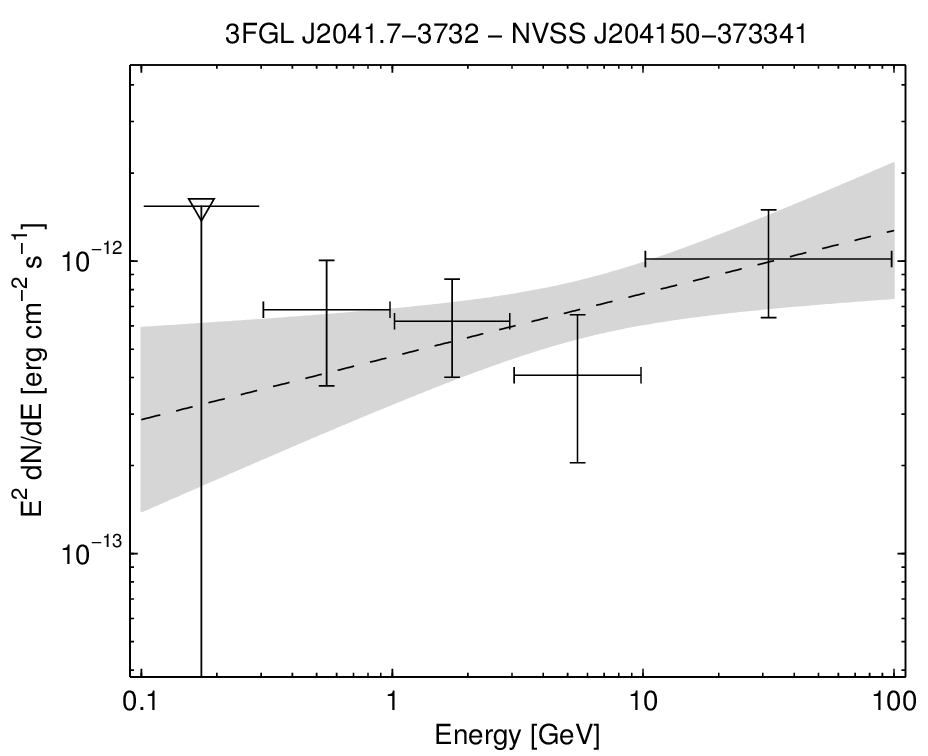 3FGL J2041.7−3732 − NVSS J204150−373341
E² dN/dE [erg cm⁻² s⁻¹]
10⁻¹²
10⁻¹³
0.1 1 10 100
Energy [GeV]